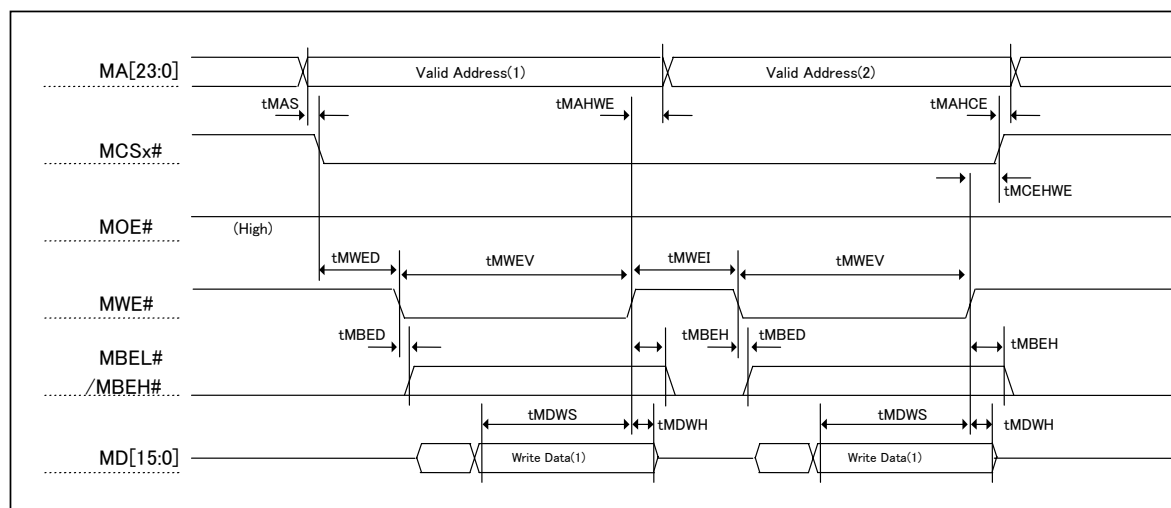 MA[23:0]
Valid Address(1)
Valid Address(2)
tMAS
tMAHWE
tMAHCE
MCSx#
tMCEHWE
MOE#
(High)
tMWED
tMWEV
tMWEI
tMWEV
MWE#
tMBED
tMBEH
tMBED
tMBEH
MBEL#
/MBEH#
tMDWS
tMDWH
tMDWS
tMDWH
MD[15:0]
Write Data(1)
Write Data(1)